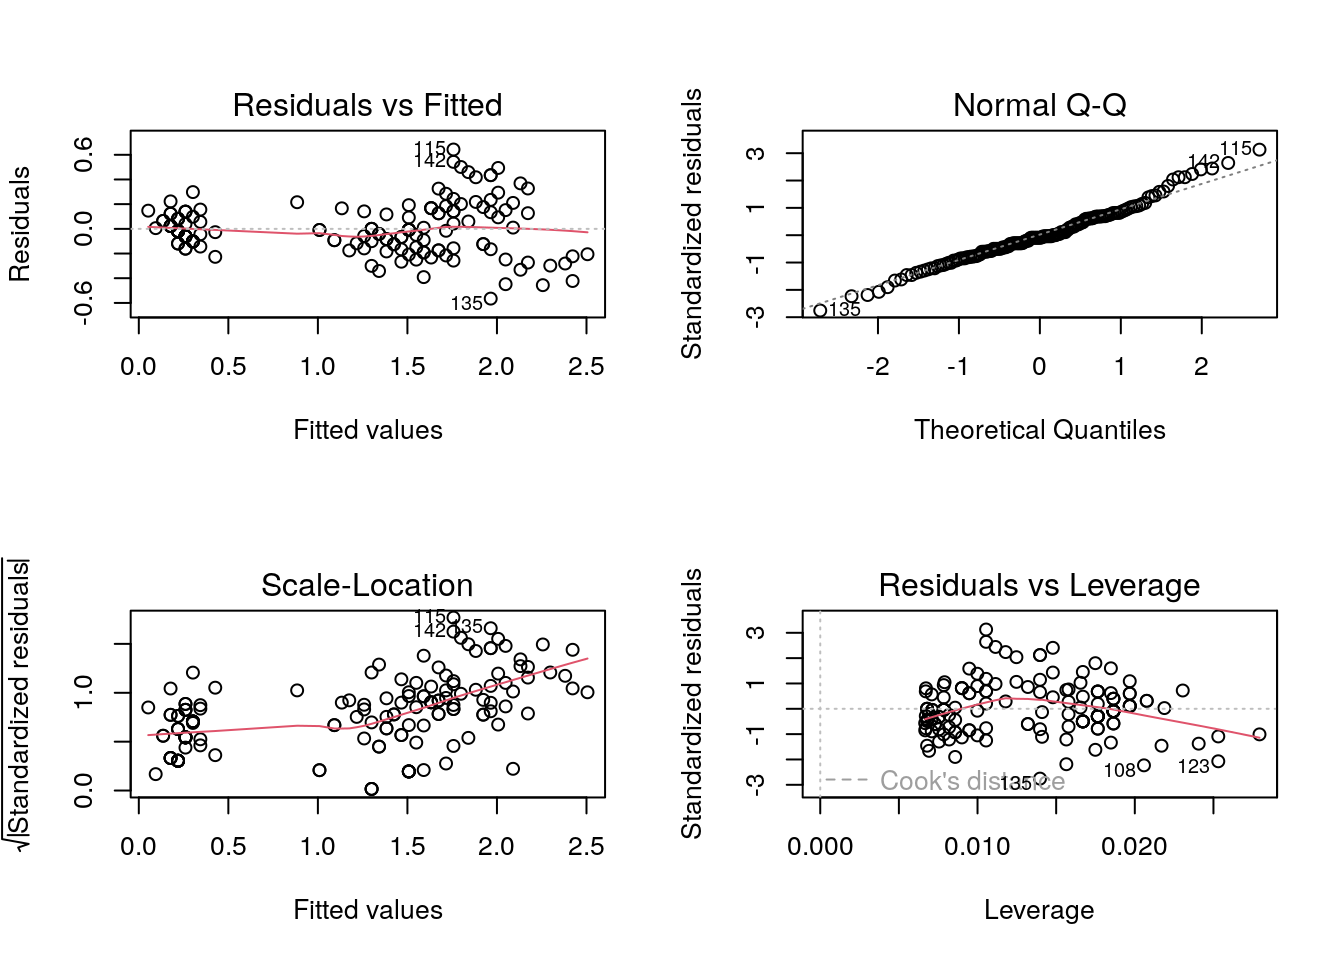 Residuals vs Fitted
Residuals
0.6
0.0
-0.6
115
142
135
0.0 0.5 1.0 1.5 2.0 2.5
Fitted values
Normal Q-Q
Standardized residuals
3
1
-1
-3
115
142
135
-2 -1 0 1 2
Theoretical Quantiles
Scale-Location
√|Standardized residuals|
1.0
0.0
115
142 135
0.0 0.5 1.0 1.5 2.0 2.5
Fitted values
Residuals vs Leverage
Standardized residuals
3
1
-1
-3
Cook's distance
135
108
123
0.000 0.010 0.020
Leverage